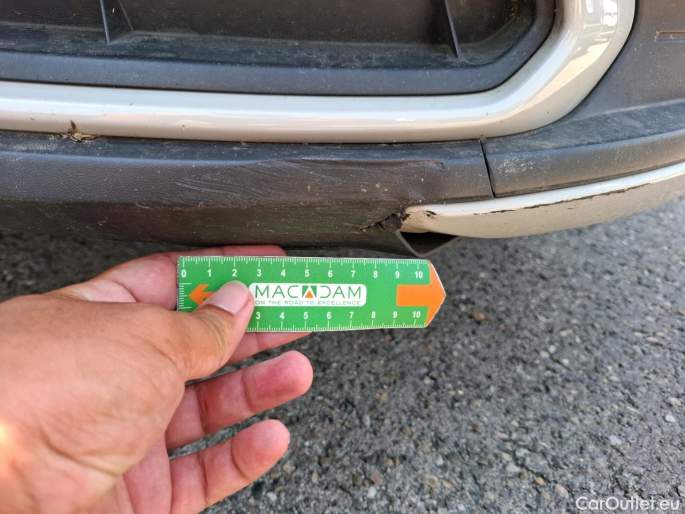 0 1 2 3 4 5 6 7 8 9 10
MACADAM
ON THE ROAD TO EXCELLENCE
3 4 5 6 7 8 9 10
CarOutlet.eu